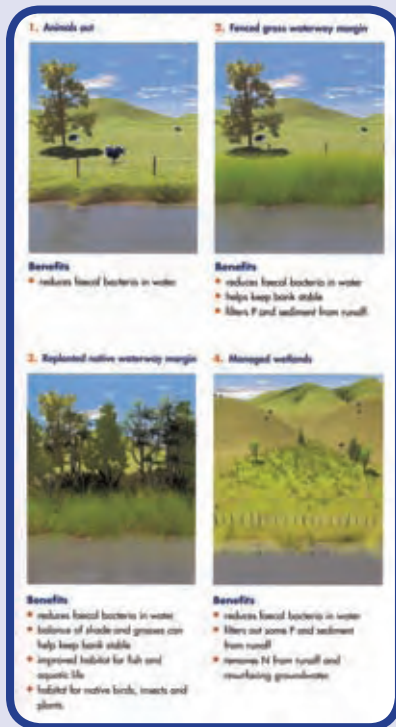 1. Animals out
Benefits
• reduces faecal bacteria in water
2. Fenced grass waterway margin
Benefits
• reduces faecal bacteria in water
• helps keep bank stable
• filters P and sediment from runoff
3. Replanted native waterway margin
Benefits
• reduces faecal bacteria in water
• balance of shade and grasses can
help keep bank stable
• improved habitat for fish and
aquatic life
• habitat for native birds, insects and
plants
4. Managed wetlands
Benefits
• reduces faecal bacteria in water
• filters out some P and sediment
from runoff
• removes N from runoff and
resurfacing groundwater